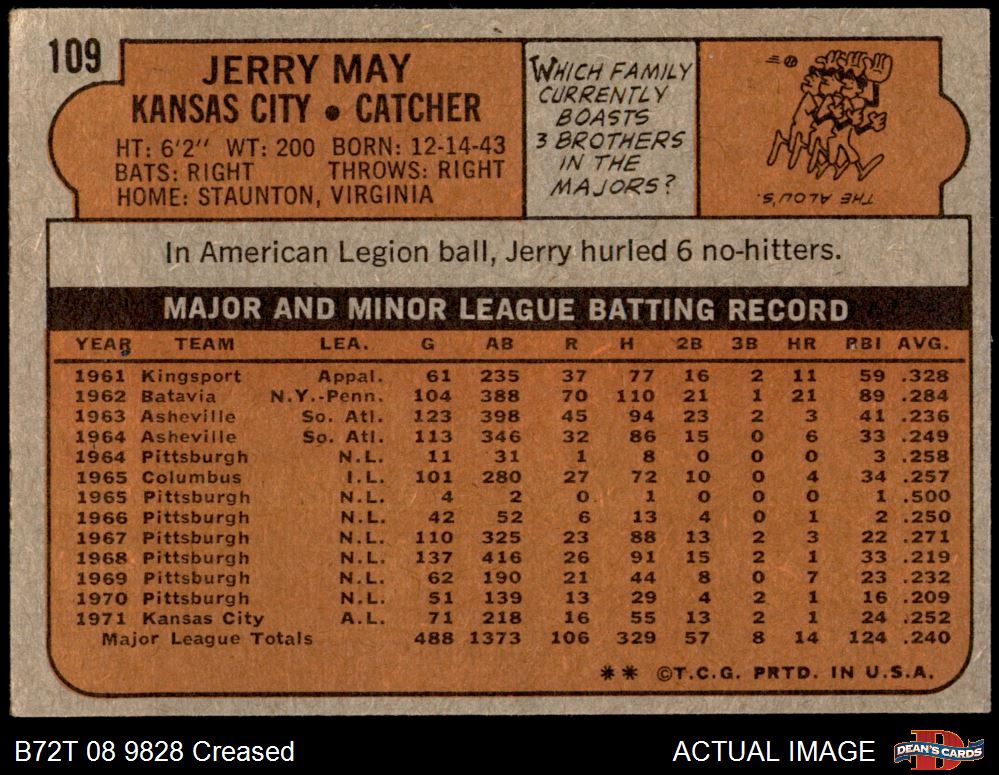 109
JERRY MAY
KANSAS CITY • CATCHER
HT: 6'2" WT: 200 BORN: 12-14-43
BATS: RIGHT THROWS: RIGHT
HOME: STAUNTON, VIRGINIA
WHICH FAMILY
CURRENTLY
BOASTS
3 BROTHERS
IN THE
MAJORS?
THE ALOU'S.
In American Legion ball, Jerry hurled 6 no-hitters.
MAJOR AND MINOR LEAGUE BATTING RECORD
YEAR TEAM LEA. G AB R H 2B 3B HR RBI AVG.
1961 Kingsport Appal. 61 235 37 77 16 2 11 59 .328
1962 Batavia N.Y.-Penn. 104 388 70 110 21 1 21 89 .284
1963 Asheville So. Atl. 123 398 45 94 23 2 3 41 .236
1964 Asheville So. Atl. 113 346 32 86 15 0 6 33 .249
1964 Pittsburgh N.L. 11 31 1 8 0 0 0 3 .258
1965 Columbus I.L. 101 280 27 72 10 0 4 34 .257
1965 Pittsburgh N.L. 4 2 0 1 0 0 0 1 .500
1966 Pittsburgh N.L. 42 52 6 13 4 0 1 2 .250
1967 Pittsburgh N.L. 110 325 23 88 13 2 3 22 .271
1968 Pittsburgh N.L. 137 416 26 91 15 2 1 33 .219
1969 Pittsburgh N.L. 62 190 21 44 8 0 7 23 .232
1970 Pittsburgh N.L. 51 139 13 29 4 2 1 16 .209
1971 Kansas City A.L. 71 218 16 55 13 2 1 24 .252
Major League Totals 488 1373 106 329 57 8 14 124 .240
** ©T.C.G. PRTD. IN U.S.A.
B72T 08 9828 Creased
ACTUAL IMAGE
DEAN'S CARDS